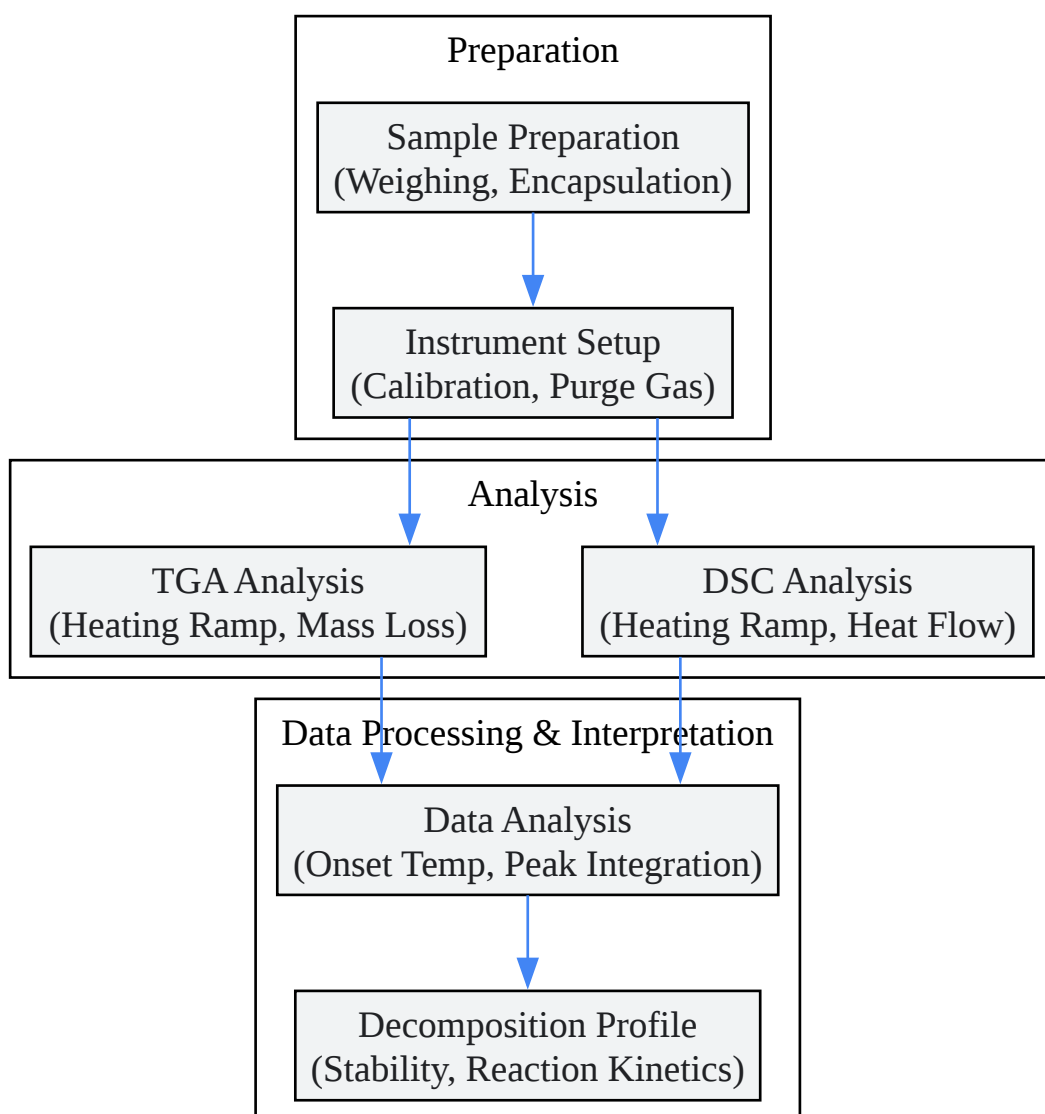 Preparation
Sample Preparation
(Weighing, Encapsulation)
Instrument Setup
(Calibration, Purge Gas)
Analysis
TGA Analysis
(Heating Ramp, Mass Loss)
DSC Analysis
(Heating Ramp, Heat Flow)
Data Processing & Interpretation
Data Analysis
(Onset Temp, Peak Integration)
Decomposition Profile
(Stability, Reaction Kinetics)